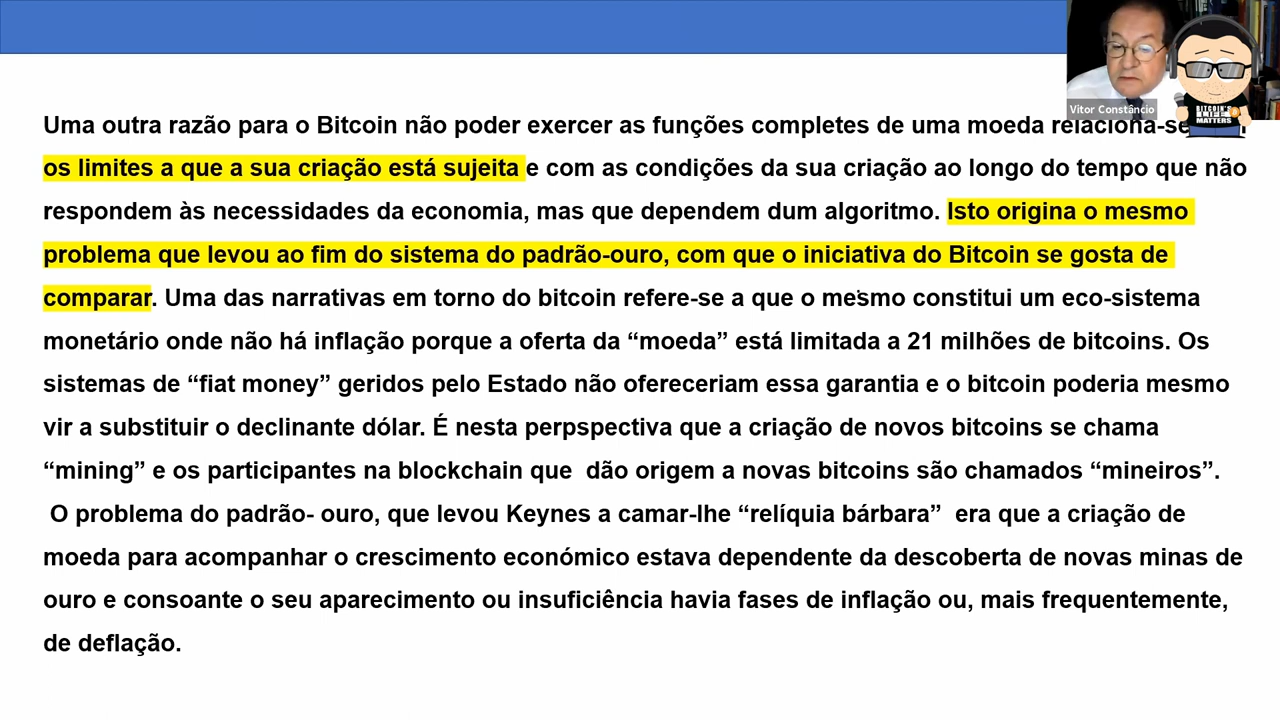 Vitor Constâncio
BITCOIN'S
LIFE
MATTERS
Uma outra razão para o Bitcoin não poder exercer as funções completes de uma moeda relaciona-se
os limites a que a sua criação está sujeita e com as condições da sua criação ao longo do tempo que não
respondem às necessidades da economia, mas que dependem dum algoritmo. Isto origina o mesmo
problema que levou ao fim do sistema do padrão-ouro, com que o iniciativa do Bitcoin se gosta de
comparar. Uma das narrativas em torno do bitcoin refere-se a que o mesmo constitui um eco-sistema
monetário onde não há inflação porque a oferta da “moeda” está limitada a 21 milhões de bitcoins. Os
sistemas de “fiat money” geridos pelo Estado não ofereceriam essa garantia e o bitcoin poderia mesmo
vir a substituir o declinante dólar. É nesta perpspectiva que a criação de novos bitcoins se chama
“mining” e os participantes na blockchain que dão origem a novas bitcoins são chamados “mineiros”.
O problema do padrão- ouro, que levou Keynes a camar-lhe “relíquia bárbara” era que a criação de
moeda para acompanhar o crescimento económico estava dependente da descoberta de novas minas de
ouro e consoante o seu aparecimento ou insuficiência havia fases de inflação ou, mais frequentemente,
de deflação.